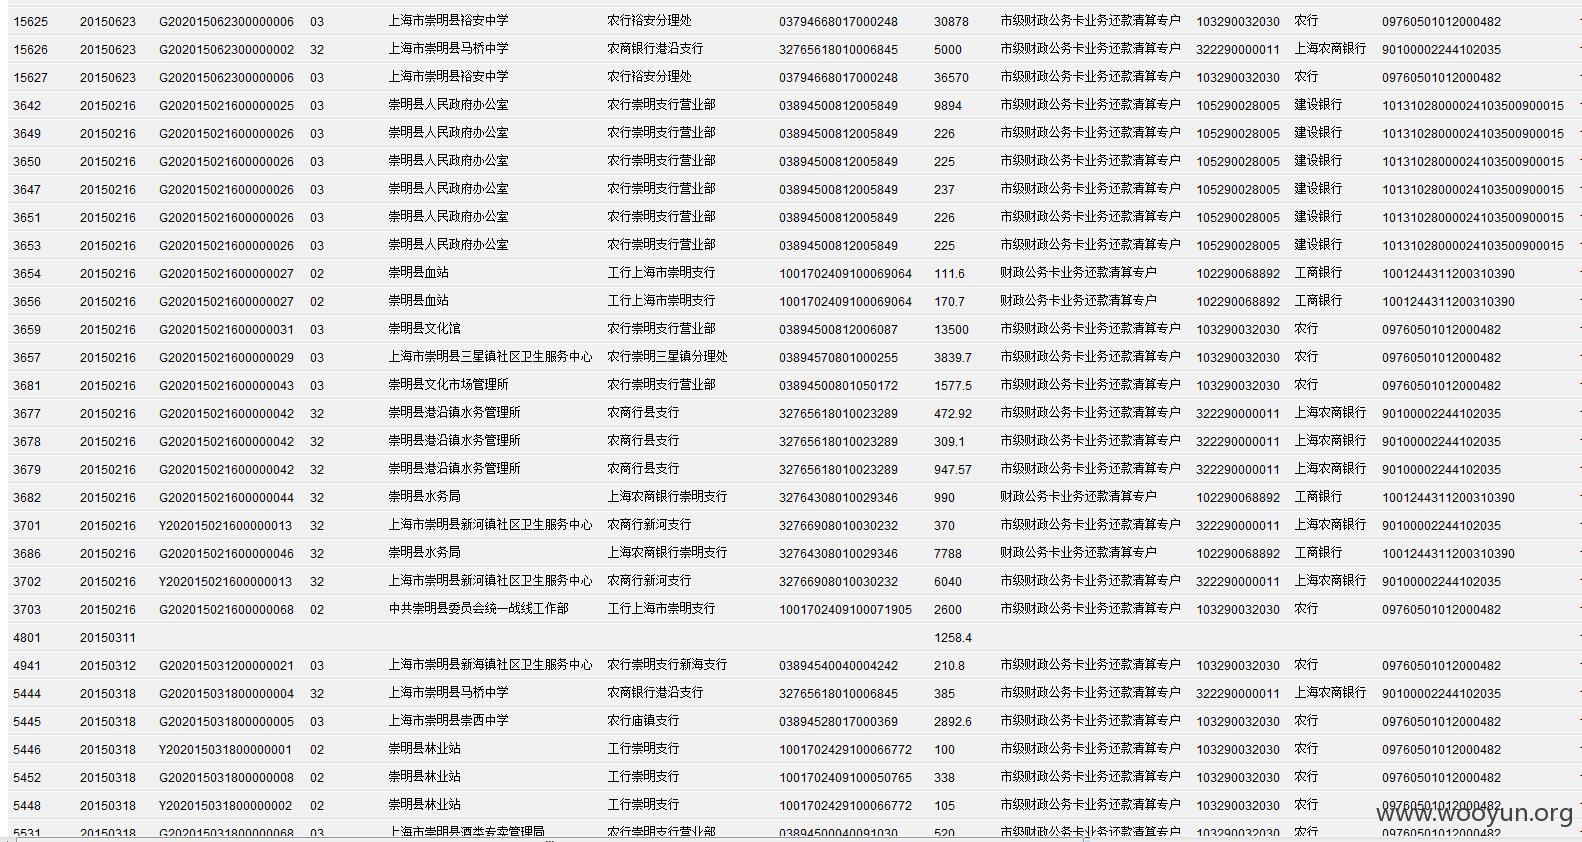 15625 20150623 G202015062300000006 03 上海市崇明县裕安中学 农行裕安分理处 03794668017000248 30878 市级财政公务卡业务还款清算专户 103290032030 农行 09760501012000482
15626 20150623 G202015062300000002 32 上海市崇明县马桥中学 农商银行港沿支行 32765618010006845 5000 市级财政公务卡业务还款清算专户 322290000011 上海农商银行 90100002244102035
15627 20150623 G202015062300000006 03 上海市崇明县裕安中学 农行裕安分理处 03794668017000248 36570 市级财政公务卡业务还款清算专户 103290032030 农行 09760501012000482
3642 20150216 G202015021600000025 03 崇明县人民政府办公室 农行崇明支行营业部 03894500812005849 9894 市级财政公务卡业务还款清算专户 105290028005 建设银行 10131028000024103500900015
3649 20150216 G202015021600000026 03 崇明县人民政府办公室 农行崇明支行营业部 03894500812005849 226 市级财政公务卡业务还款清算专户 105290028005 建设银行 10131028000024103500900015
3650 20150216 G202015021600000026 03 崇明县人民政府办公室 农行崇明支行营业部 03894500812005849 225 市级财政公务卡业务还款清算专户 105290028005 建设银行 10131028000024103500900015
3647 20150216 G202015021600000026 03 崇明县人民政府办公室 农行崇明支行营业部 03894500812005849 237 市级财政公务卡业务还款清算专户 105290028005 建设银行 10131028000024103500900015
3651 20150216 G202015021600000026 03 崇明县人民政府办公室 农行崇明支行营业部 03894500812005849 226 市级财政公务卡业务还款清算专户 105290028005 建设银行 10131028000024103500900015
3653 20150216 G202015021600000026 03 崇明县人民政府办公室 农行崇明支行营业部 03894500812005849 225 市级财政公务卡业务还款清算专户 105290028005 建设银行 10131028000024103500900015
3654 20150216 G202015021600000027 02 崇明县血站 工行上海市崇明支行 1001702409100069064 111.6 财政公务卡业务还款清算专户 102290068892 工商银行 1001244311200310390
3656 20150216 G202015021600000027 02 崇明县血站 工行上海市崇明支行 1001702409100069064 170.7 财政公务卡业务还款清算专户 102290068892 工商银行 1001244311200310390
3659 20150216 G202015021600000031 03 崇明县文化馆 农行崇明支行营业部 03894500812006087 13500 市级财政公务卡业务还款清算专户 103290032030 农行 09760501012000482
3657 20150216 G202015021600000029 03 上海市崇明县三星镇社区卫生服务中心 农行崇明三星镇分理处 03894570801000255 3839.7 市级财政公务卡业务还款清算专户 103290032030 农行 09760501012000482
3681 20150216 G202015021600000043 03 崇明县文化市场管理所 农行崇明支行营业部 03894500801050172 1577.5 市级财政公务卡业务还款清算专户 103290032030 农行 09760501012000482
3677 20150216 G202015021600000042 32 崇明县港沿镇水务管理所 农商行县支行 32765618010023289 472.92 市级财政公务卡业务还款清算专户 322290000011 上海农商银行 90100002244102035
3678 20150216 G202015021600000042 32 崇明县港沿镇水务管理所 农商行县支行 32765618010023289 309.1 市级财政公务卡业务还款清算专户 322290000011 上海农商银行 90100002244102035
3679 20150216 G202015021600000042 32 崇明县港沿镇水务管理所 农商行县支行 32765618010023289 947.57 市级财政公务卡业务还款清算专户 322290000011 上海农商银行 90100002244102035
3682 20150216 G202015021600000044 32 崇明县水务局 上海农商银行崇明支行 32764308010029346 990 财政公务卡业务还款清算专户 102290068892 工商银行 1001244311200310390
3701 20150216 Y202015021600000013 32 上海市崇明县新河镇社区卫生服务中心 农商行新河支行 32766908010030232 370 市级财政公务卡业务还款清算专户 322290000011 上海农商银行 90100002244102035
3686 20150216 G202015021600000046 32 崇明县水务局 上海农商银行崇明支行 32764308010029346 7788 财政公务卡业务还款清算专户 102290068892 工商银行 1001244311200310390
3702 20150216 Y202015021600000013 32 上海市崇明县新河镇社区卫生服务中心 农商行新河支行 32766908010030232 6040 市级财政公务卡业务还款清算专户 322290000011 上海农商银行 90100002244102035
3703 20150216 G202015021600000068 02 中共崇明县委员会统一战线工作部 工行上海市崇明支行 1001702409100071905 2600 市级财政公务卡业务还款清算专户 103290032030 农行 09760501012000482
4801 20150311 1258.4
4941 20150312 G202015031200000021 03 上海市崇明县新海镇社区卫生服务中心 农行崇明支行新海支行 03894540040004242 210.8 市级财政公务卡业务还款清算专户 103290032030 农行 09760501012000482
5444 20150318 G202015031800000004 32 上海市崇明县马桥中学 农商银行港沿支行 32765618010006845 385 市级财政公务卡业务还款清算专户 322290000011 上海农商银行 90100002244102035
5445 20150318 G202015031800000005 03 上海市崇明县崇西中学 农行庙镇支行 03894528017000369 2892.6 市级财政公务卡业务还款清算专户 103290032030 农行 09760501012000482
5446 20150318 Y202015031800000001 02 崇明县林业站 工行崇明支行 1001702429100066772 100 市级财政公务卡业务还款清算专户 103290032030 农行 09760501012000482
5452 20150318 G202015031800000008 02 崇明县林业站 工行崇明支行 1001702409100050765 338 市级财政公务卡业务还款清算专户 103290032030 农行 09760501012000482
5448 20150318 Y202015031800000002 02 崇明县林业站 工行崇明支行 1001702409100066772 105 市级财政公务卡业务还款清算专户 103290032030 农行 09760501012000482
www.wooyun.org
5531 20150318 G202015031800000068 03 上海市崇明县酒类专卖管理局 农行崇明支行营业部 03894500040091030 520 市级财政公务卡业务还款清算专户 103290032030 农行 09760501012000482